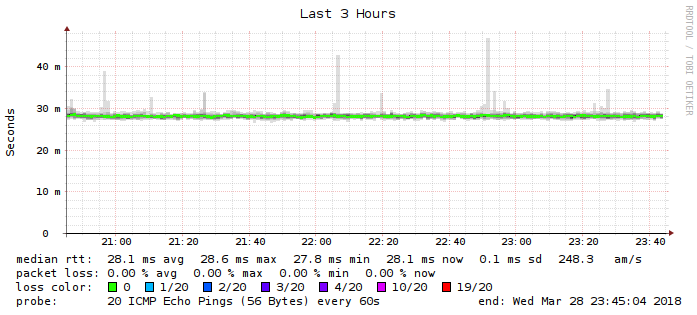 Last 3 Hours
RRDTOOL / TOBI OETIKER
Seconds
40 m
30 m
20 m
10 m
0
21:00 21:20 21:40 22:00 22:20 22:40 23:00 23:20 23:40
median rtt: 28.1 ms avg 28.6 ms max 27.8 ms min 28.1 ms now 0.1 ms sd 248.3 am/s
packet loss: 0.00 % avg 0.00 % max 0.00 % min 0.00 % now
loss color: 0 1/20 2/20 3/20 4/20 10/20 19/20
probe: 20 ICMP Echo Pings (56 Bytes) every 60s end: Wed Mar 28 23:45:04 2018